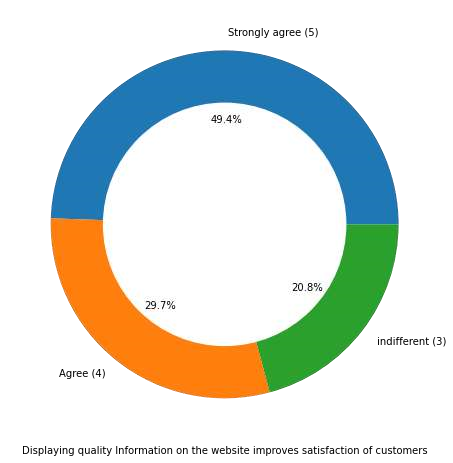 Strongly agree (5)
49.4%
29.7%
20.8%
indifferent (3)
Agree (4)
Displaying quality Information on the website improves satisfaction of customers